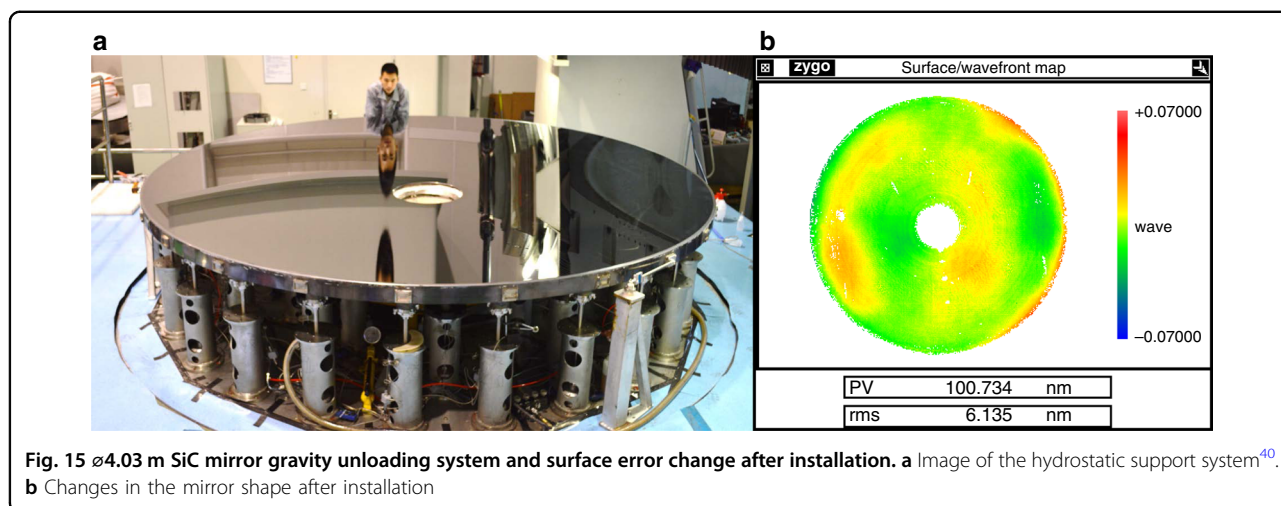 a
b
zygo Surface/wavefront map
+0.07000
wave
–0.07000
PV 100.734 nm
rms 6.135 nm
Fig. 15 ⌀4.03 m SiC mirror gravity unloading system and surface error change after installation. a Image of the hydrostatic support system40.
b Changes in the mirror shape after installation